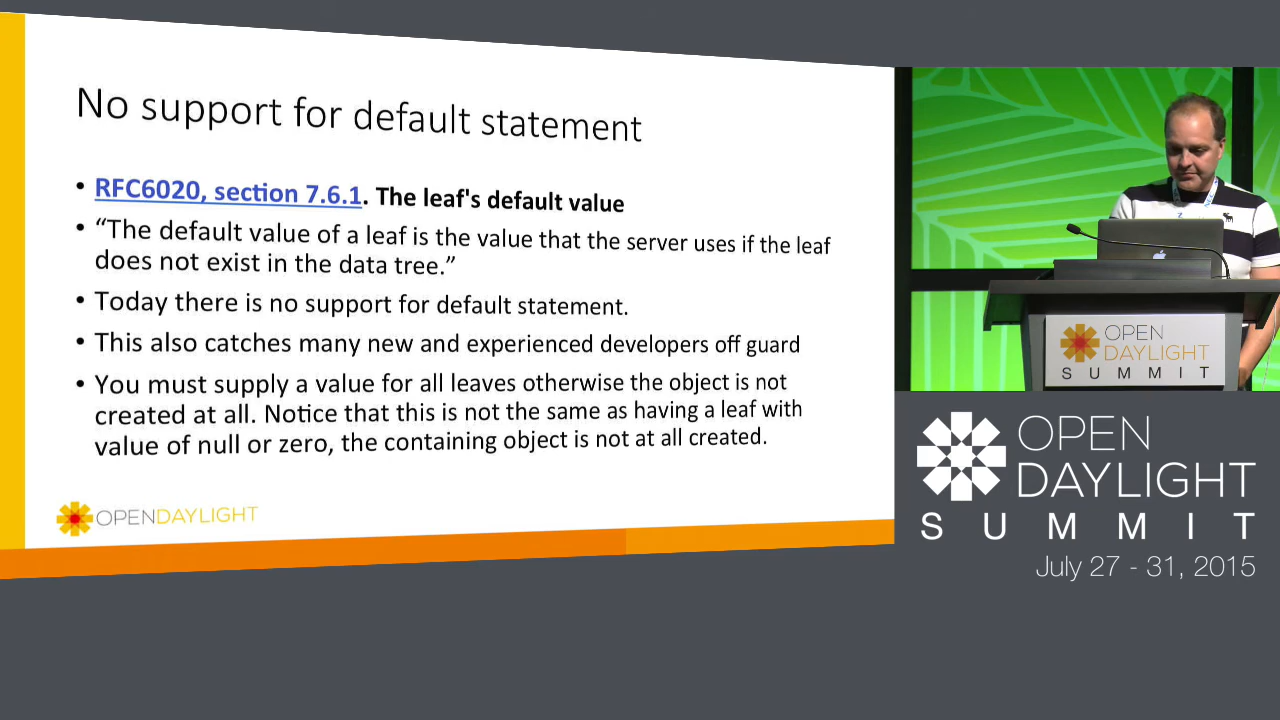 No support for default statement
• RFC6020, section 7.6.1. The leaf's default value
• “The default value of a leaf is the value that the server uses if the leaf
does not exist in the data tree.”
• Today there is no support for default statement.
• This also catches many new and experienced developers off guard
• You must supply a value for all leaves otherwise the object is not
created at all. Notice that this is not the same as having a leaf with
value of null or zero, the containing object is not at all created.
OPENDAYLIGHT
OPEN
DAYLIGHT
SUMMIT
OPEN
DAYLIGHT
SUMMIT
July 27 - 31, 2015